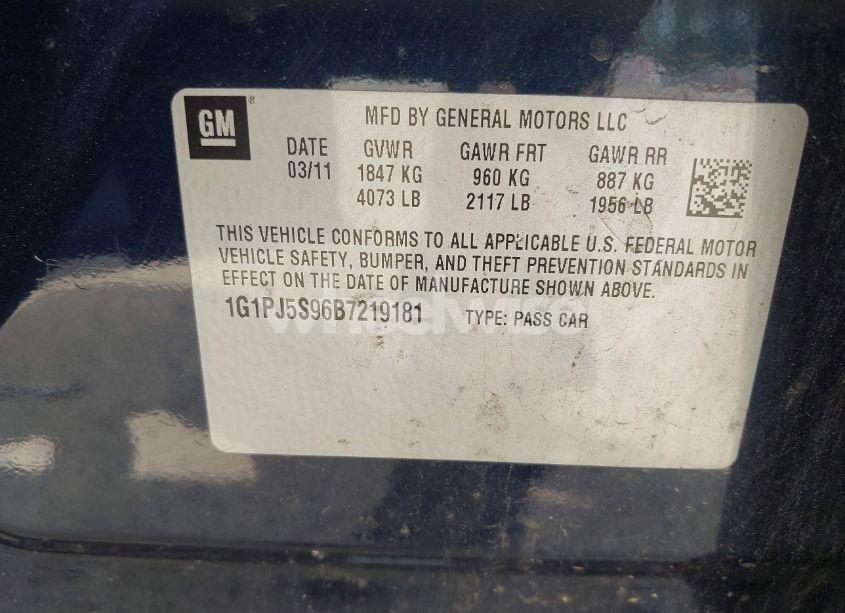 GM ®
MFD BY GENERAL MOTORS LLC
DATE GVWR GAWR FRT GAWR RR
03/11 1847 KG 960 KG 887 KG
4073 LB 2117 LB 1956 LB
THIS VEHICLE CONFORMS TO ALL APPLICABLE U.S. FEDERAL MOTOR
VEHICLE SAFETY, BUMPER, AND THEFT PREVENTION STANDARDS IN
EFFECT ON THE DATE OF MANUFACTURE SHOWN ABOVE.
1G1PJ5S96B7219181 TYPE: PASS CAR
wheelwise